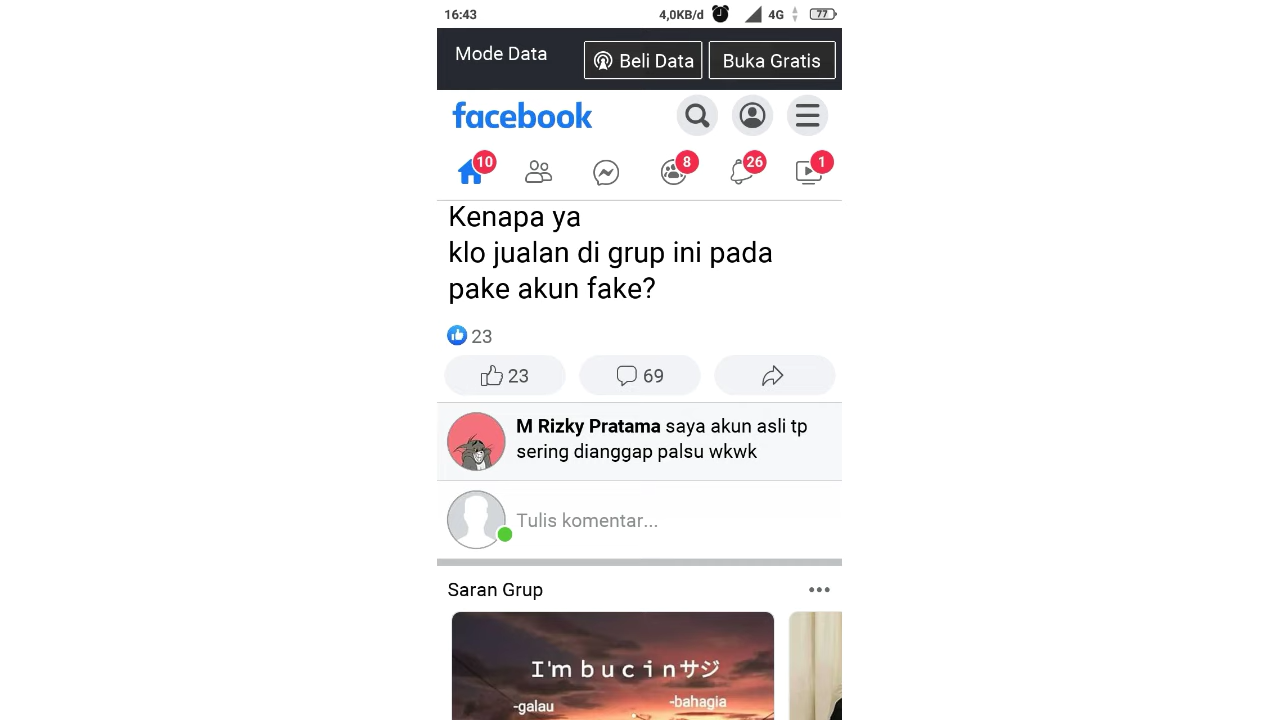 16:43
4,0KB/d
4G
77
Mode Data
Beli Data
Buka Gratis
facebook
10
8
26
1
Kenapa ya
klo jualan di grup ini pada
pake akun fake?
23
23
69
M Rizky Pratama saya akun asli tp
sering dianggap palsu wkwk
Tulis komentar...
Saran Grup
I'm bucinサジ
-galau
-bahagia